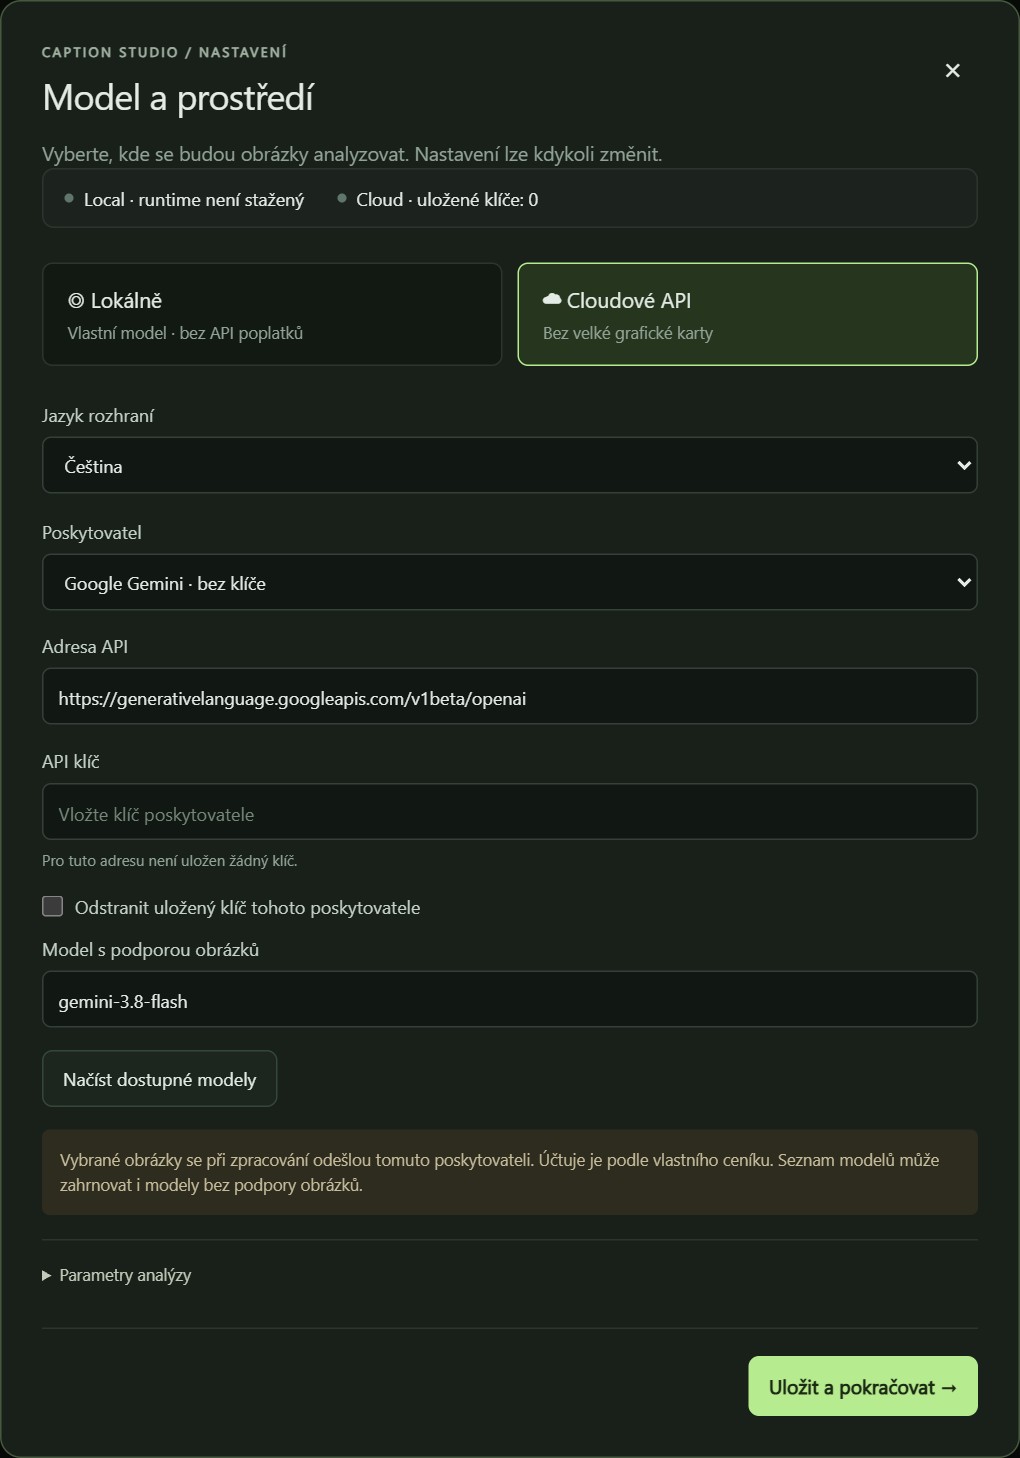 CAPTION STUDIO / NASTAVENÍ
Model a prostředí
Vyberte, kde se budou obrázky analyzovat. Nastavení lze kdykoli změnit.
Local · runtime není stažený
Cloud · uložené klíče: 0
Lokálně
Vlastní model · bez API poplatků
Cloudové API
Bez velké grafické karty
Jazyk rozhraní
Čeština
Poskytovatel
Google Gemini · bez klíče
Adresa API
https://generativelanguage.googleapis.com/v1beta/openai
API klíč
Vložte klíč poskytovatele
Pro tuto adresu není uložen žádný klíč.
Odstranit uložený klíč tohoto poskytovatele
Model s podporou obrázků
gemini-3.8-flash
Načíst dostupné modely
Vybrané obrázky se při zpracování odešlou tomuto poskytovateli. Účtuje je podle vlastního ceníku. Seznam modelů může
zahrnovat i modely bez podpory obrázků.
Parametry analýzy
Uložit a pokračovat →